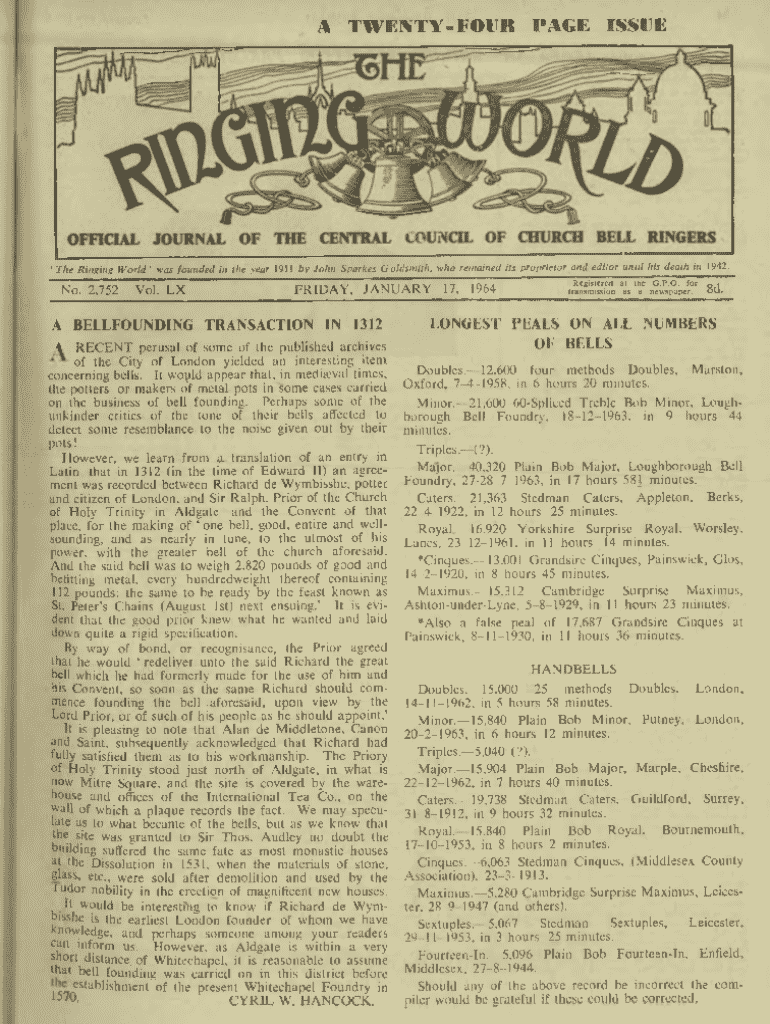 A TWENTY-FOUR PAGE ISSUE
THE
RINGING WORLD
OFFICIAL JOURNAL OF THE CENTRAL COUNCIL OF CHURCH BELL RINGERS
'The Ringing World' was founded in the year 1911 by John Sparkes Goldsmith, who remained its proprietor and editor until his death in 1942.
No. 2,752 Vol. LX FRIDAY, JANUARY 17, 1964 Registered at the G.P.O. for transmission as a newspaper. 8d.
A BELLFOUNDING TRANSACTION IN 1312
A RECENT perusal of some of the published archives
of the City of London yielded an interesting item
concerning bells. It would appear that, in mediæval times,
the potters or makers of metal pots in some cases carried
on the business of bell founding. Perhaps some of the
unkinder critics of the tone of their bells affected to
detect some resemblance to the noise given out by their
pots!
However, we learn from a translation of an entry in
Latin that in 1312 (in the time of Edward II) an agree-
ment was recorded between Richard de Wymbisshe, potter
and citizen of London, and Sir Ralph, Prior of the Church
of Holy Trinity in Aldgate and the Convent of that
place, for the making of 'one bell, good, entire and well-
sounding, and as nearly in tune, to the utmost of his
power, with the greater bell of the church aforesaid.
And the said bell was to weigh 2,820 pounds of good and
befitting metal, every hundredweight thereof containing
112 pounds: the same to be ready by the feast known as
St. Peter's Chains (August 1st) next ensuing.' It is evi-
dent that the good prior knew what he wanted and laid
down quite a rigid specification.
By way of bond, or recognisance, the Prior agreed
that he would 'redeliver unto the said Richard the great
bell which he had formerly made for the use of him and
his Convent, so soon as the same Richard should com-
mence founding the bell aforesaid, upon view by the
Lord Prior, or of such of his people as he should appoint.'
It is pleasing to note that Alan de Middletone, Canon
and Saint, subsequently acknowledged that Richard had
fully satisfied them as to his workmanship. The Priory
of Holy Trinity stood just north of Aldgate, in what is
now Mitre Square, and the site is covered by the ware-
house and offices of the International Tea Co., on the
wall of which a plaque records the fact. We may specu-
late us to what became of the bells, but as we know that
the site was granted to Sir Thos. Audley no doubt the
building suffered the same fate as most monastic houses
at the Dissolution in 1531, when the materials of stone,
glass, etc., were sold after demolition and used by the
Tudor nobility in the erection of magnificent new houses.
It would be interesting to know if Richard de Wym-
bisshe is the earliest London founder of whom we have
knowledge, and perhaps someone among your readers
can inform us. However, as Aldgate is within a very
short distance of Whitechapel, it is reasonable to assume
that bell founding was carried on in this district before
the establishment of the present Whitechapel Foundry in
1570. CYRIL W. HANCOCK.
LONGEST PEALS ON ALL NUMBERS
OF BELLS
Doubles.—12,600 four methods Doubles, Marston,
Oxford, 7-4-1958, in 6 hours 20 minutes.
Minor.—21,600 60-Spliced Treble Bob Minor, Lough-
borough Bell Foundry, 18-12-1963, in 9 hours 44
minutes.
Triples.—(?).
Major. 40,320 Plain Bob Major, Loughborough Bell
Foundry, 27-28 7 1963, in 17 hours 58½ minutes.
Caters. 21,363 Stedman Caters, Appleton, Berks,
22 4-1922, in 12 hours 25 minutes.
Royal. 16,920 Yorkshire Surprise Royal, Worsley,
Lancs, 23 12-1961, in 11 hours 14 minutes.
*Cinques.—13,001 Grandsire Cinques, Painswick, Glos,
14 2-1920, in 8 hours 45 minutes.
Maximus.- 15,312 Cambridge Surprise Maximus,
Ashton-under-Lyne, 5-8-1929, in 11 hours 23 minutes.
*Also a false peal of 17,687 Grandsire Cinques at
Painswick, 8-11-1930, in 11 hours 36 minutes.
HANDBELLS
Doubles. 15,000 25 methods Doubles. London,
14-11-1962, in 5 hours 58 minutes.
Minor.—15,840 Plain Bob Minor, Putney, London,
20-2-1963, in 6 hours 12 minutes.
Triples.—5,040 (?).
Major.—15,904 Plain Bob Major, Marple, Cheshire,
22-12-1962, in 7 hours 40 minutes.
Caters. 19,738 Stedman Caters, Guildford, Surrey,
31 8-1912, in 9 hours 32 minutes.
Royal.—15,840 Plain Bob Royal, Bournemouth,
17-10-1953, in 8 hours 2 minutes.
Cinques. 6,063 Stedman Cinques, (Middlesex County
Association), 23-3-1913.
Maximus.—5,280 Cambridge Surprise Maximus, Leices-
ter, 28 9-1947 (and others).
Sextuples.- 5,067 Stedman Sextuples, Leicester,
29-11-1953, in 3 hours 25 minutes.
Fourteen-In. 5,096 Plain Bob Fourteen-In, Enfield,
Middlesex, 27-8-1944.
Should any of the above record be incorrect the com-
piler would be grateful if these could be corrected.